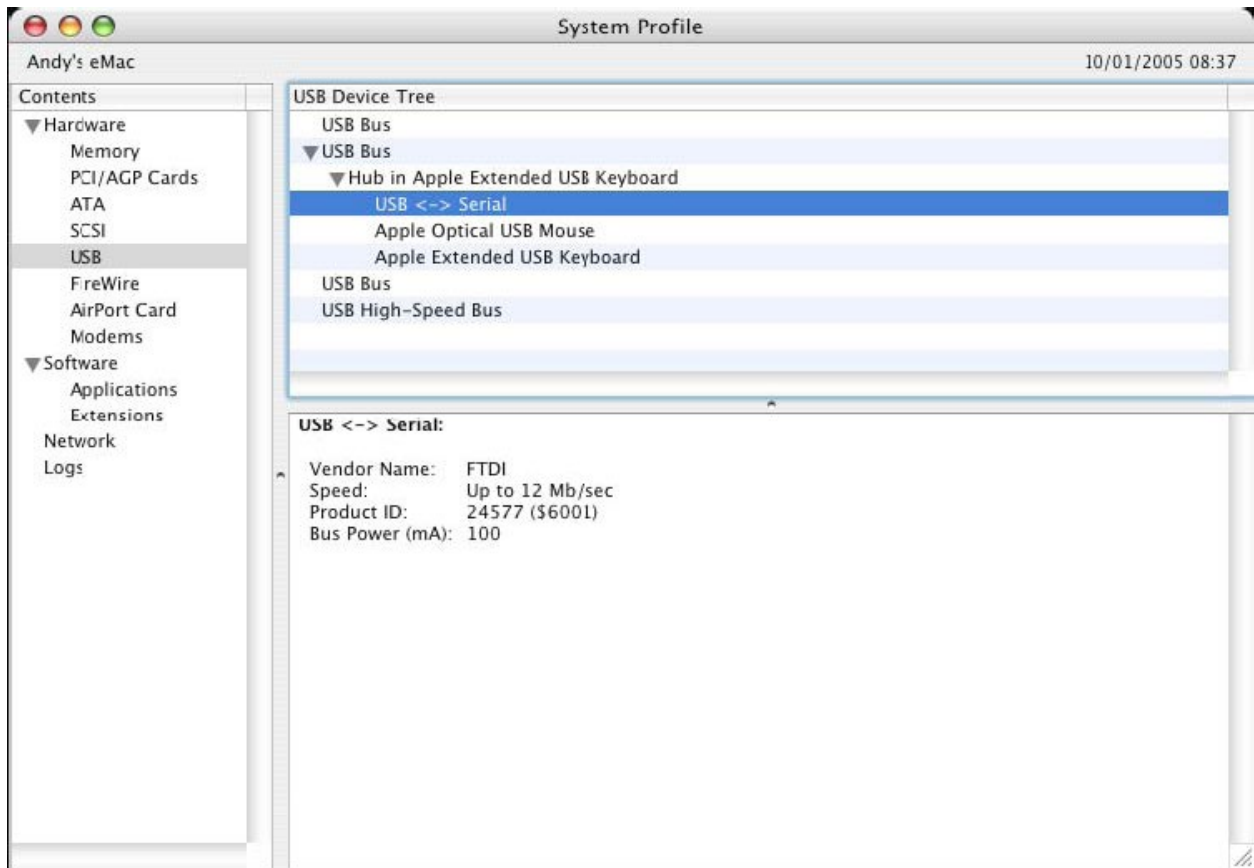 System Profile
Andy's eMac
10/01/2005 08:37
Contents
Hardware
Memory
PCI/AGP Cards
ATA
SCSI
USB
FireWire
AirPort Card
Modems
Software
Applications
Extensions
Network
Logs
USB Device Tree
USB Bus
USB Bus
Hub in Apple Extended USB Keyboard
USB <-> Serial
Apple Optical USB Mouse
Apple Extended USB Keyboard
USB Bus
USB High-Speed Bus
USB <-> Serial:
Vendor Name: FTDI
Speed: Up to 12 Mb/sec
Product ID: 24577 ($6001)
Bus Power (mA): 100